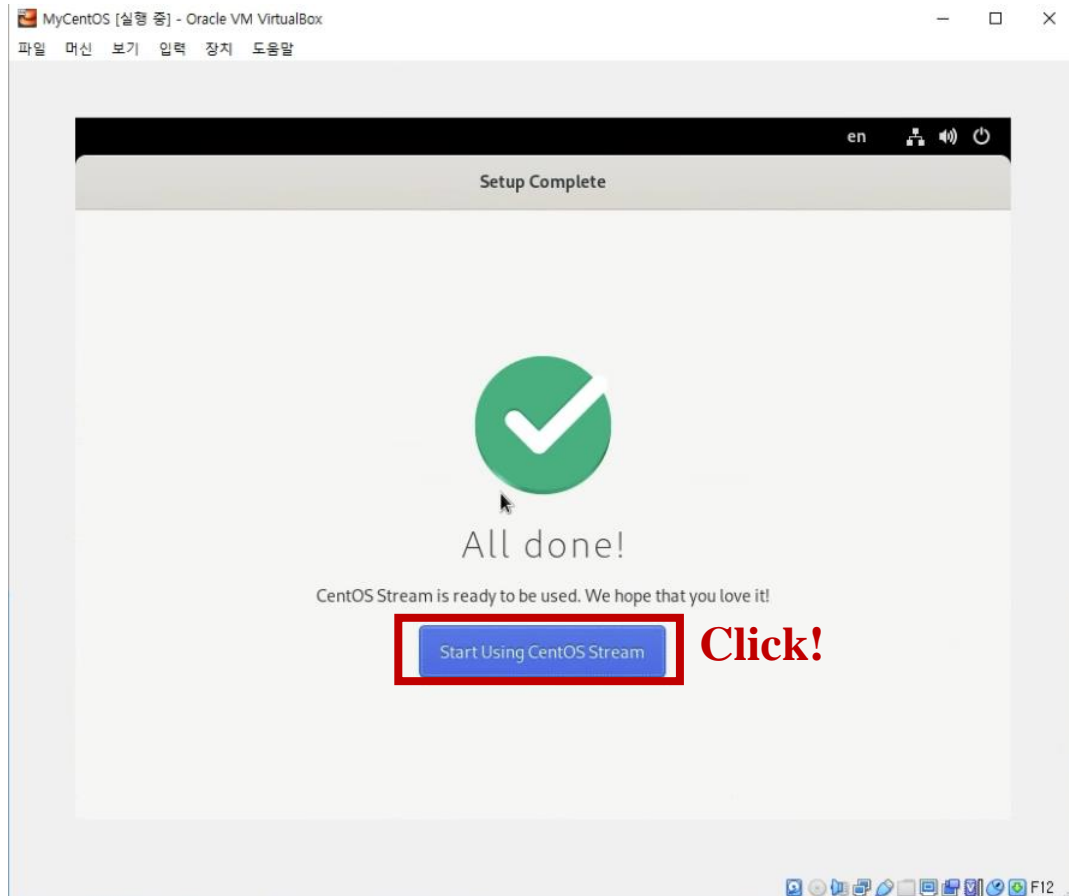 MyCentOS [실행 중] - Oracle VM VirtualBox
파일 머신 보기 입력 장치 도움말
en
Setup Complete
All done!
CentOS Stream is ready to be used. We hope that you love it!
Start Using CentOS Stream
Click!
F12